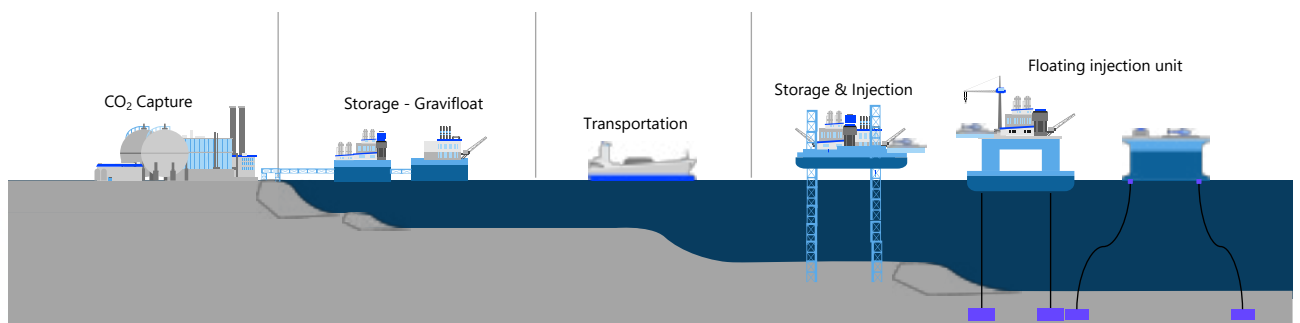 CO₂ Capture
Storage - Gravifloat
Transportation
Storage & Injection
Floating injection unit